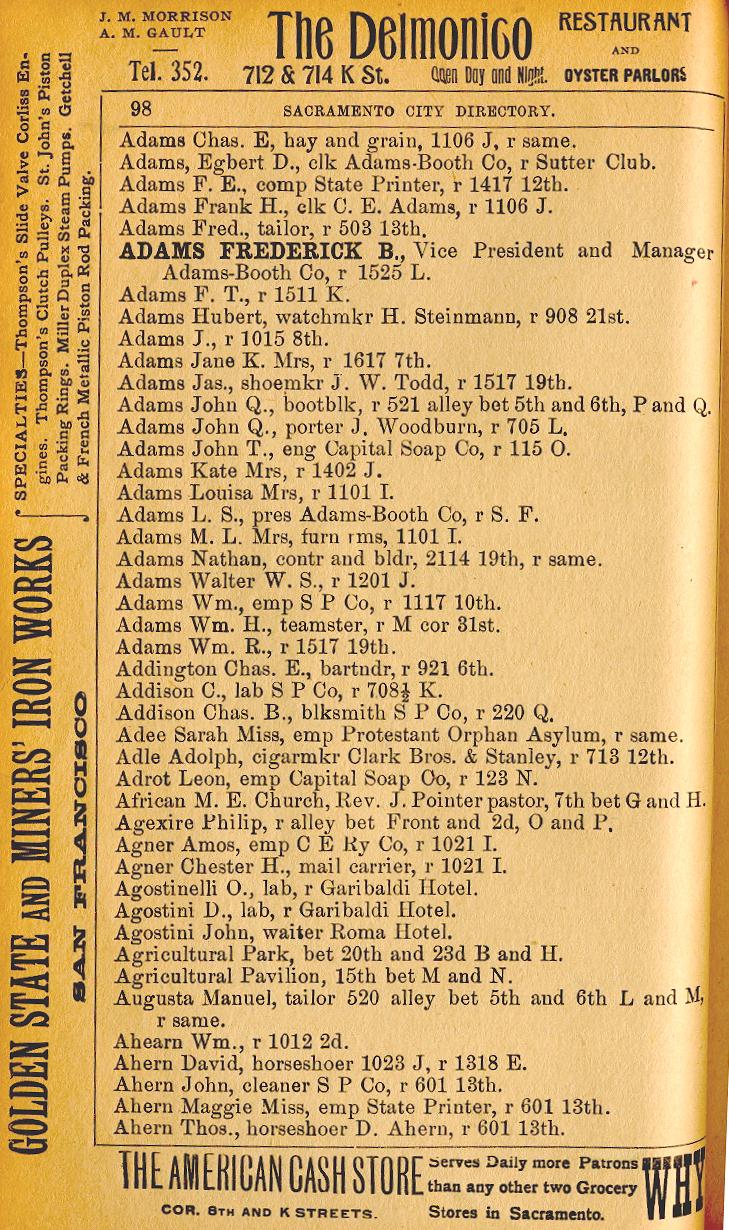 J. M. MORRISON
A. M. GAULT
Tel. 352.
The Delmonico
712 & 714 K St. Open Day and Night.
RESTAURANT
AND
OYSTER PARLORS
98 SACRAMENTO CITY DIRECTORY.
Adams Chas. E, hay and grain, 1106 J, r same.
Adams, Egbert D., clk Adams-Booth Co, r Sutter Club.
Adams F. E., comp State Printer, r 1417 12th.
Adams Frank H., clk C. E. Adams, r 1106 J.
Adams Fred., tailor, r 503 13th.
ADAMS FREDERICK B., Vice President and Manager
Adams-Booth Co, r 1525 L.
Adams F. T., r 1511 K.
Adams Hubert, watchmkr H. Steinmann, r 908 21st.
Adams J., r 1015 8th.
Adams Jane K. Mrs, r 1617 7th.
Adams Jas., shoemkr J. W. Todd, r 1517 19th.
Adams John Q., bootblk, r 521 alley bet 5th and 6th, P and Q.
Adams John Q., porter J. Woodburn, r 705 L.
Adams John T., eng Capital Soap Co, r 115 O.
Adams Kate Mrs, r 1402 J.
Adams Louisa Mrs, r 1101 I.
Adams L. S., pres Adams-Booth Co, r S. F.
Adams M. L. Mrs, furn rms, 1101 I.
Adams Nathan, contr and bldr, 2114 19th, r same.
Adams Walter W. S., r 1201 J.
Adams Wm., emp S P Co, r 1117 10th.
Adams Wm. H., teamster, r M cor 31st.
Adams Wm. R., r 1517 19th.
Addington Chas. E., bartndr, r 921 6th.
Addison C., lab S P Co, r 708½ K.
Addison Chas. B., blksmith S P Co, r 220 Q.
Adee Sarah Miss, emp Protestant Orphan Asylum, r same.
Adle Adolph, cigarmkr Clark Bros. & Stanley, r 713 12th.
Adrot Leon, emp Capital Soap Co, r 123 N.
African M. E. Church, Rev. J. Pointer pastor, 7th bet G and H.
Agexire Philip, r alley bet Front and 2d, O and P.
Agner Amos, emp C E Ry Co, r 1021 I.
Agner Chester H., mail carrier, r 1021 I.
Agostinelli O., lab, r Garibaldi Hotel.
Agostini D., lab, r Garibaldi Hotel.
Agostini John, waiter Roma Hotel.
Agricultural Park, bet 20th and 23d B and H.
Agricultural Pavilion, 15th bet M and N.
Augusta Manuel, tailor 520 alley bet 5th and 6th L and M,
r same.
Ahearn Wm., r 1012 2d.
Ahern David, horseshoer 1023 J, r 1318 E.
Ahern John, cleaner S P Co, r 601 13th.
Ahern Maggie Miss, emp State Printer, r 601 13th.
Ahern Thos., horseshoer D. Ahern, r 601 13th.
THE AMERICAN CASH STORE
COR. 8TH AND K STREETS.
Serves Daily more Patrons
than any other two Grocery
Stores in Sacramento.
WHY
GOLDEN STATE AND MINERS' IRON WORKS
SAN FRANCISCO
SPECIALTIES—Thompson's Slide Valve Corliss En-
gines. Thompson's Clutch Pulleys. St. John's Piston
Packing Rings. Miller Duplex Steam Pumps. Getchell
& French Metallic Piston Rod Packing.